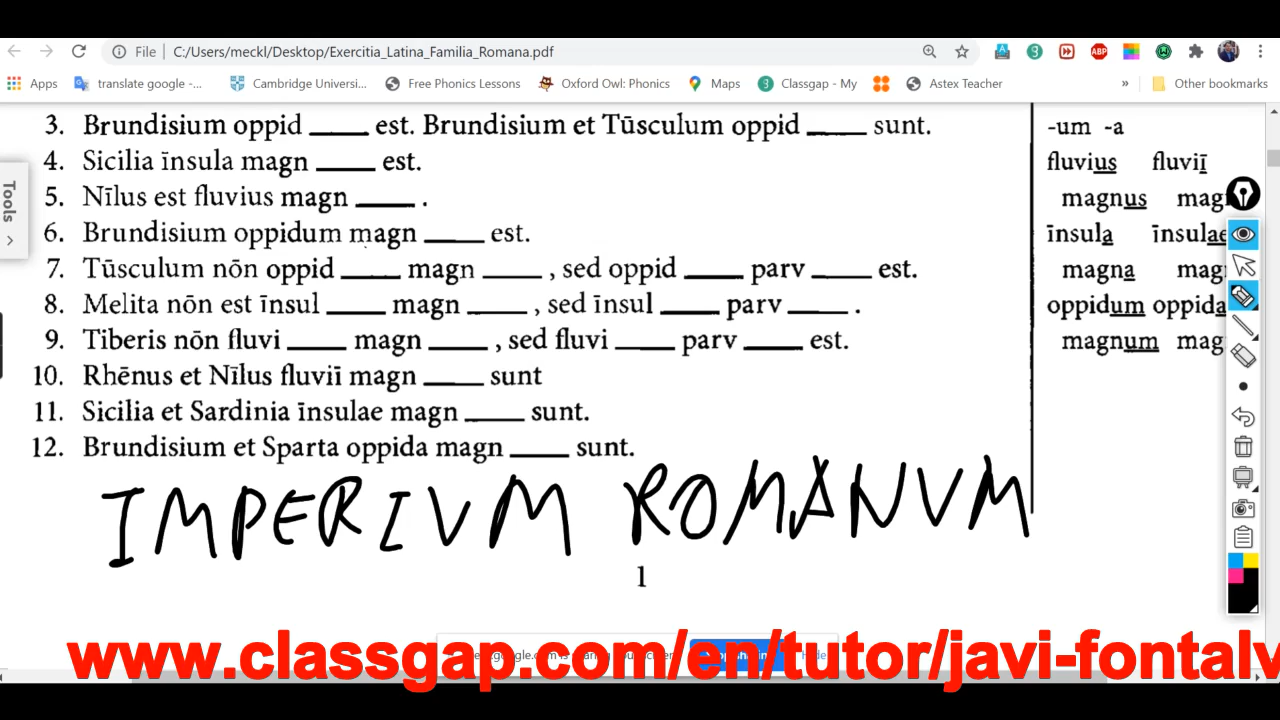 File C:/Users/meckl/Desktop/Exercitia_Latina_Familia_Romana.pdf
Apps translate google -... Cambridge Universi... Free Phonics Lessons Oxford Owl: Phonics Maps Classgap - My Astex Teacher » Other bookmarks
Tools
3. Brundisium oppid ____ est. Brundisium et Tūsculum oppid ____ sunt.
4. Sicilia īnsula magn ____ est.
5. Nīlus est fluvius magn ____ .
6. Brundisium oppidum magn ____ est.
7. Tūsculum nōn oppid ____ magn ____ , sed oppid ____ parv ____ est.
8. Melita nōn est īnsul ____ magn ____ , sed īnsul ____ parv ____ .
9. Tiberis nōn fluvi ____ magn ____ , sed fluvi ____ parv ____ est.
10. Rhēnus et Nīlus fluviī magn ____ sunt
11. Sicilia et Sardinia īnsulae magn ____ sunt.
12. Brundisium et Sparta oppida magn ____ sunt.
-um -a
fluvius fluviī
magnus mag
īnsula īnsulae
magna mag
oppidum oppida
magnum mag
IMPERIVM ROMANVM
1
Hide
www.classgap.com/en/tutor/javi-fontalv